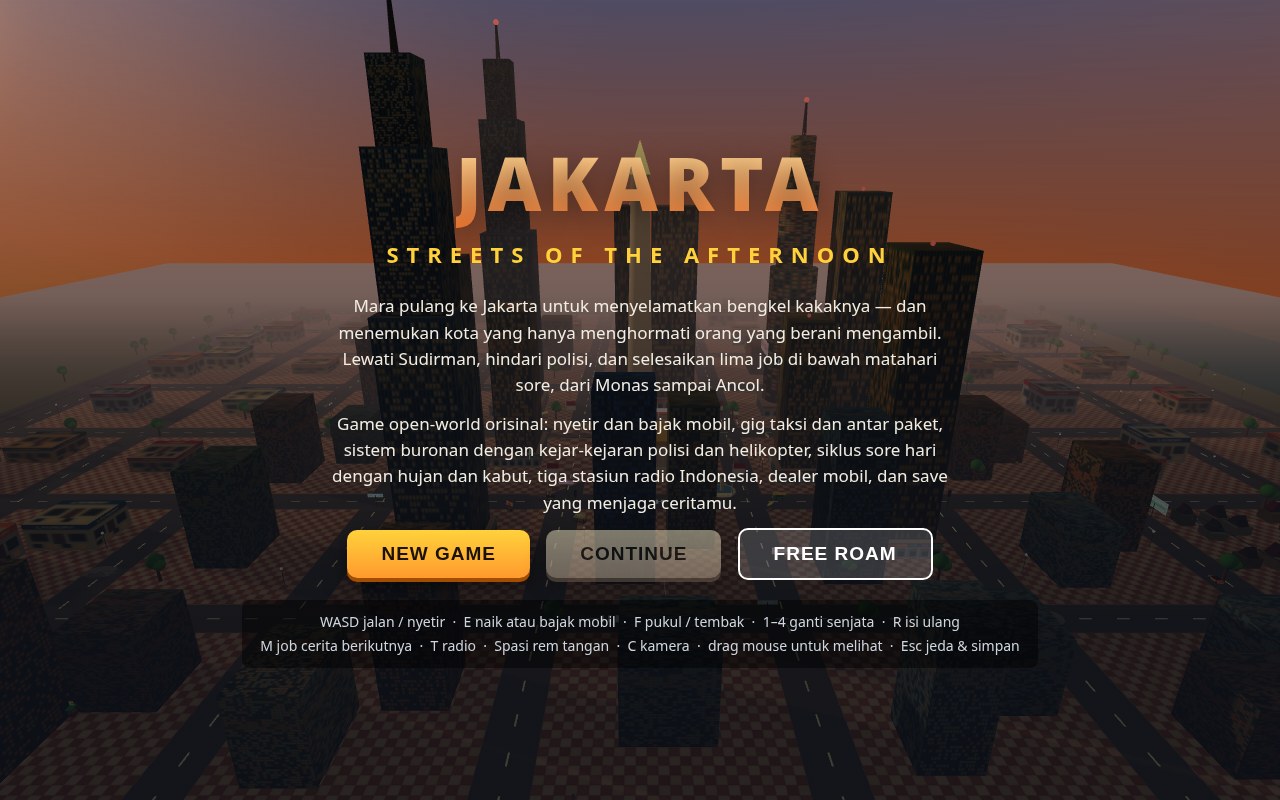 JAKARTA
STREETS OF THE AFTERNOON
Mara pulang ke Jakarta untuk menyelamatkan bengkel kakaknya — dan
menemukan kota yang hanya menghormati orang yang berani mengambil.
Lewati Sudirman, hindari polisi, dan selesaikan lima job di bawah matahari
sore, dari Monas sampai Ancol.
Game open-world orisinal: nyetir dan bajak mobil, gig taksi dan antar paket,
sistem buronan dengan kejar-kejaran polisi dan helikopter, siklus sore hari
dengan hujan dan kabut, tiga stasiun radio Indonesia, dealer mobil, dan save
yang menjaga ceritamu.
NEW GAME CONTINUE FREE ROAM
WASD jalan / nyetir · E naik atau bajak mobil · F pukul / tembak · 1–4 ganti senjata · R isi ulang
M job cerita berikutnya · T radio · Spasi rem tangan · C kamera · drag mouse untuk melihat · Esc jeda & simpan